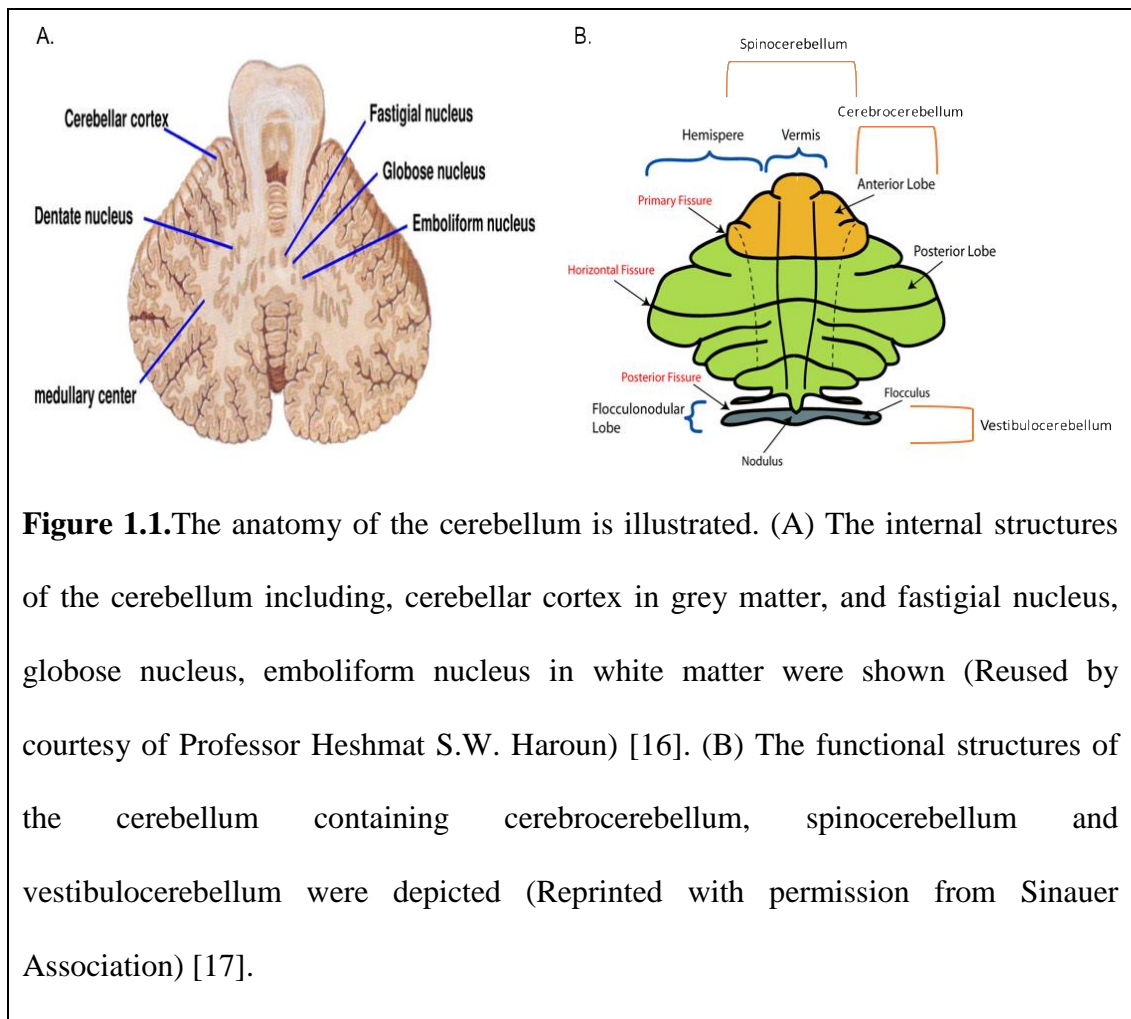 A.
Cerebellar cortex
Dentate nucleus
medullary center
Fastigial nucleus
Globose nucleus
Emboliform nucleus
B.
Spinocerebellum
Cerebrocerebellum
Hemispere
Vermis
Primary Fissure
Anterior Lobe
Horizontal Fissure
Posterior Lobe
Posterior Fissure
Flocculus
Flocculonodular
Lobe
Vestibulocerebellum
Nodulus
Figure 1.1.The anatomy of the cerebellum is illustrated. (A) The internal structures
of the cerebellum including, cerebellar cortex in grey matter, and fastigial nucleus,
globose nucleus, emboliform nucleus in white matter were shown (Reused by
courtesy of Professor Heshmat S.W. Haroun) [16]. (B) The functional structures of
the cerebellum containing cerebrocerebellum, spinocerebellum and
vestibulocerebellum were depicted (Reprinted with permission from Sinauer
Association) [17].